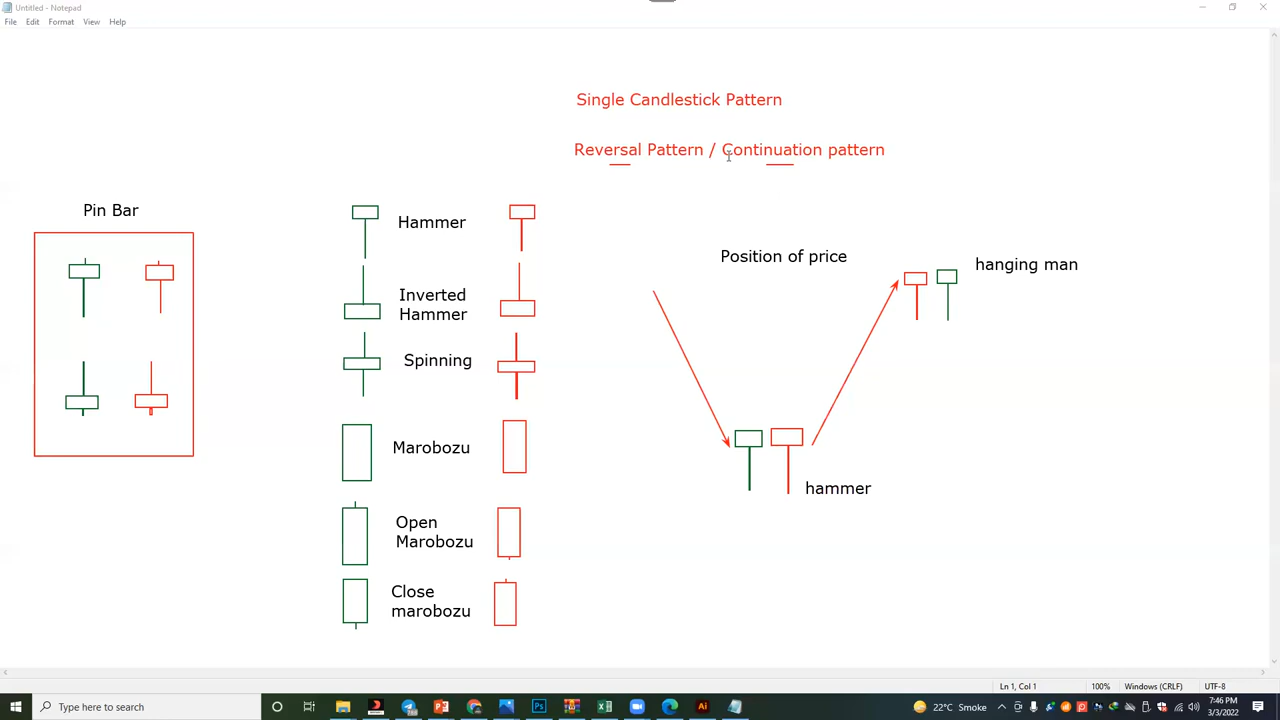 Untitled - Notepad
File Edit Format View Help
Single Candlestick Pattern
Reversal Pattern / Continuation pattern
Pin Bar
Hammer
Inverted
Hammer
Spinning
Marobozu
Open
Marobozu
Close
marobozu
Position of price
hanging man
hammer
Ln 1, Col 1 100% Windows (CRLF) UTF-8
Type here to search
22°C Smoke
7:46 PM
3/3/2022